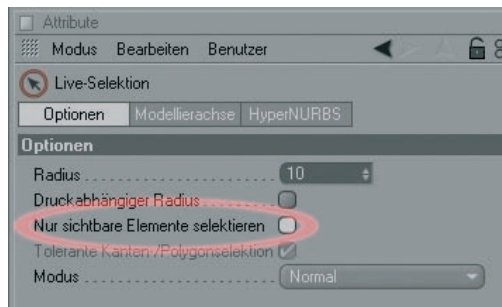 Attribute
Modus Bearbeiten Benutzer
Live-Selektion
Optionen Modellierachse HyperNURBS
Optionen
Radius 10
Druckabhängiger Radius
Nur sichtbare Elemente selektieren
Tolerante Kanten-/Polygonselektion
Modus Normal